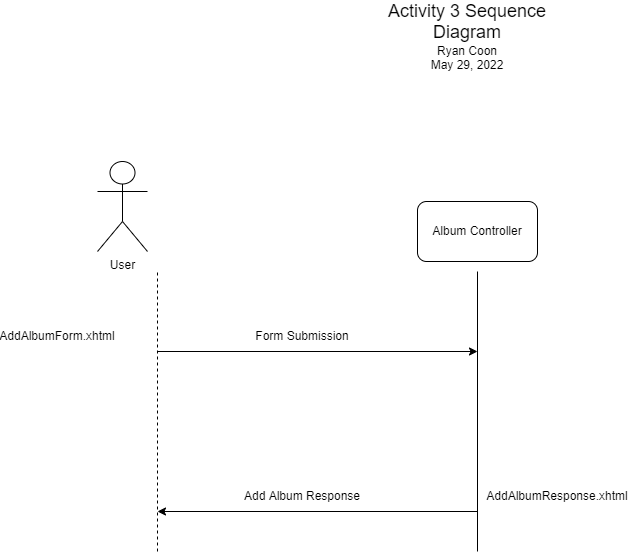 Activity 3 Sequence
Diagram
Ryan Coon
May 29, 2022
Album Controller
User
AddAlbumForm.xhtml
Form Submission
Add Album Response
AddAlbumResponse.xhtml